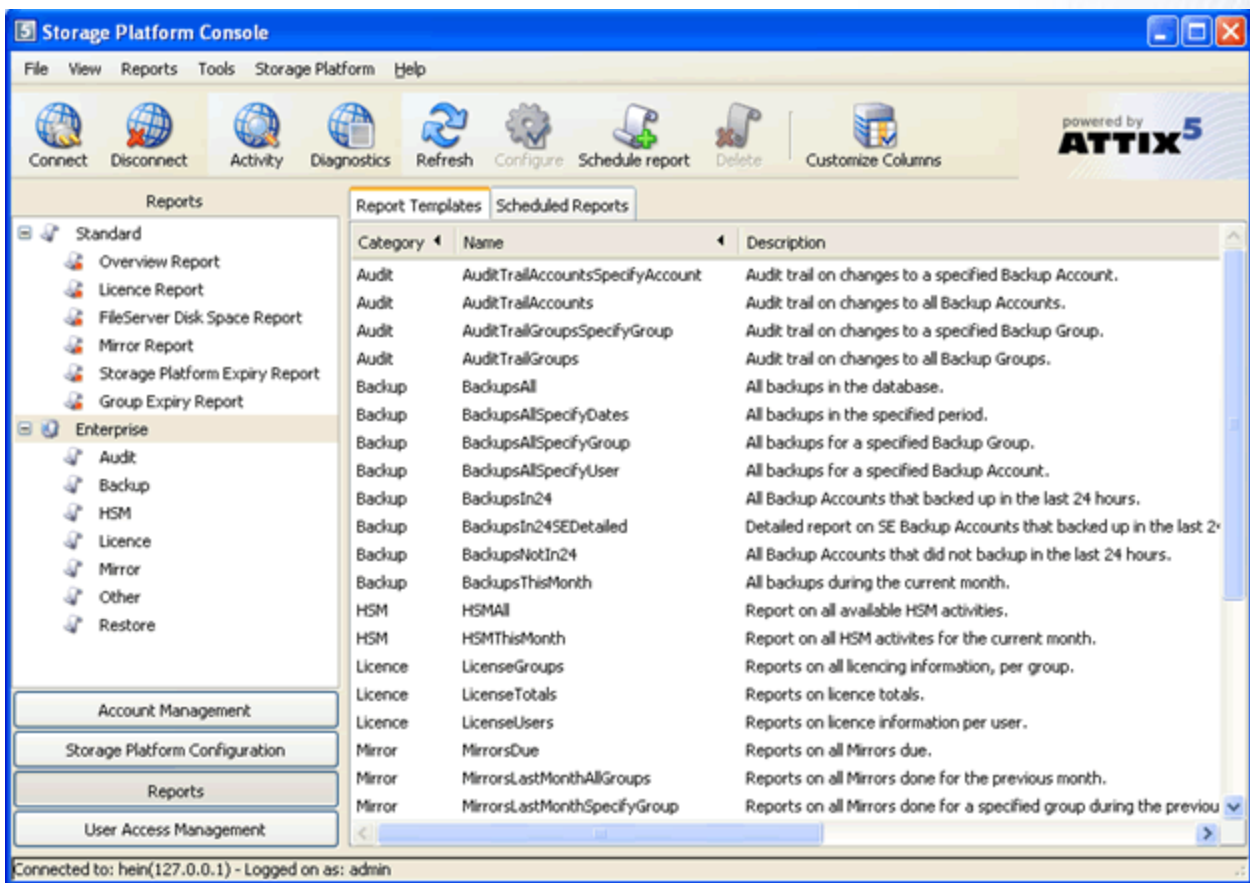 5 Storage Platform Console
File View Reports Tools Storage Platform Help
Connect Disconnect Activity Diagnostics Refresh Configure Schedule report Delete Customize Columns
powered by
ATTIX5
Reports
Standard
Overview Report
Licence Report
FileServer Disk Space Report
Mirror Report
Storage Platform Expiry Report
Group Expiry Report
Enterprise
Audit
Backup
HSM
Licence
Mirror
Other
Restore
Account Management
Storage Platform Configuration
Reports
User Access Management
Report Templates Scheduled Reports
Category Name Description
Audit AuditTrailAccountsSpecifyAccount Audit trail on changes to a specified Backup Account.
Audit AuditTrailAccounts Audit trail on changes to all Backup Accounts.
Audit AuditTrailGroupsSpecifyGroup Audit trail on changes to a specified Backup Group.
Audit AuditTrailGroups Audit trail on changes to all Backup Groups.
Backup BackupsAll All backups in the database.
Backup BackupsAllSpecifyDates All backups in the specified period.
Backup BackupsAllSpecifyGroup All backups for a specified Backup Group.
Backup BackupsAllSpecifyUser All backups for a specified Backup Account.
Backup BackupsIn24 All Backup Accounts that backed up in the last 24 hours.
Backup BackupsIn24SEDetailed Detailed report on SE Backup Accounts that backed up in the last
Backup BackupsNotIn24 All Backup Accounts that did not backup in the last 24 hours.
Backup BackupsThisMonth All backups during the current month.
HSM HSMAll Report on all available HSM activities.
HSM HSMThisMonth Report on all HSM activites for the current month.
Licence LicenseGroups Reports on all licencing information, per group.
Licence LicenseTotals Reports on licence totals.
Licence LicenseUsers Reports on licence information per user.
Mirror MirrorsDue Reports on all Mirrors due.
Mirror MirrorsLastMonthAllGroups Reports on all Mirrors done for the previous month.
Mirror MirrorsLastMonthSpecifyGroup Reports on all Mirrors done for a specified group during the previou
Connected to: hein(127.0.0.1) - Logged on as: admin